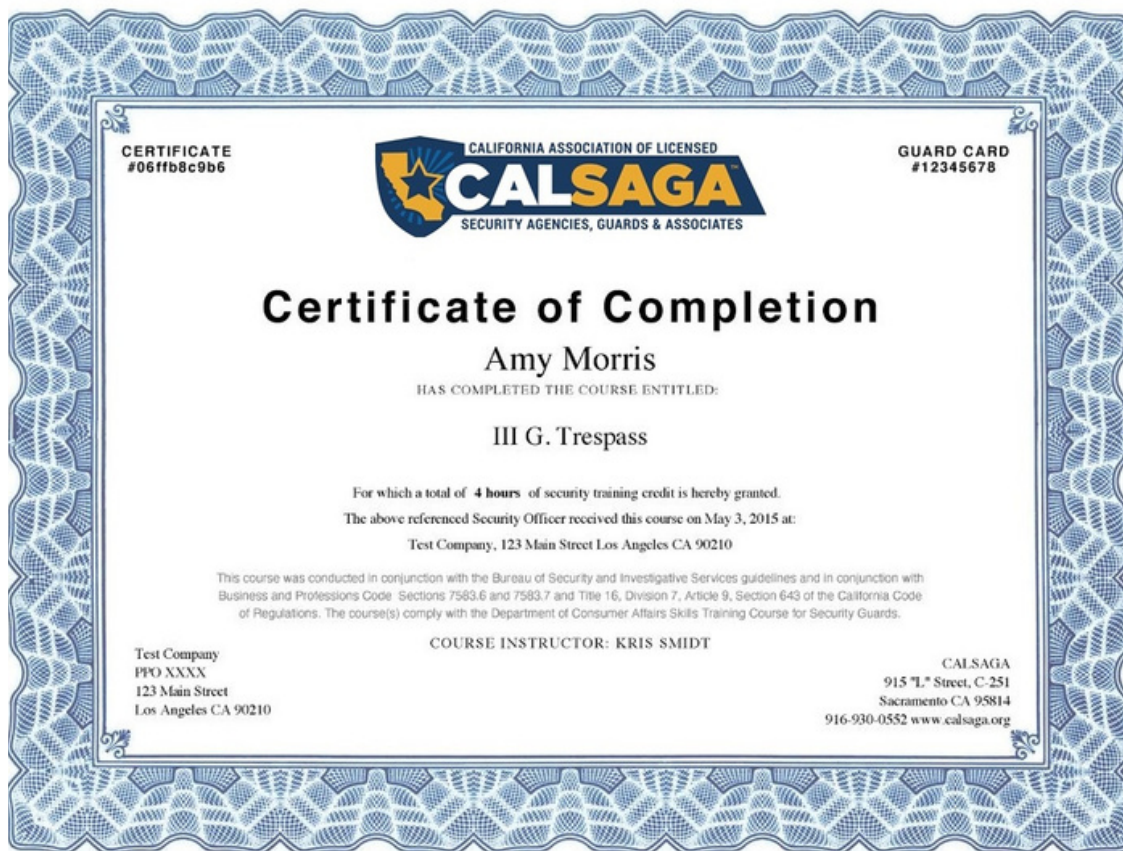 CERTIFICATE
#06ffb8c9b6
CALIFORNIA ASSOCIATION OF LICENSED
CALSAGA™
SECURITY AGENCIES, GUARDS & ASSOCIATES
GUARD CARD
#12345678
Certificate of Completion
Amy Morris
HAS COMPLETED THE COURSE ENTITLED:
III G. Trespass
For which a total of 4 hours of security training credit is hereby granted.
The above referenced Security Officer received this course on May 3, 2015 at:
Test Company, 123 Main Street Los Angeles CA 90210
This course was conducted in conjunction with the Bureau of Security and Investigative Services guidelines and in conjunction with
Business and Professions Code Sections 7583.6 and 7583.7 and Title 16, Division 7, Article 9, Section 643 of the California Code
of Regulations. The course(s) comply with the Department of Consumer Affairs Skills Training Course for Security Guards.
COURSE INSTRUCTOR: KRIS SMIDT
Test Company
PPO XXXX
123 Main Street
Los Angeles CA 90210
CALSAGA
915 "L" Street, C-251
Sacramento CA 95814
916-930-0552 www.calsaga.org